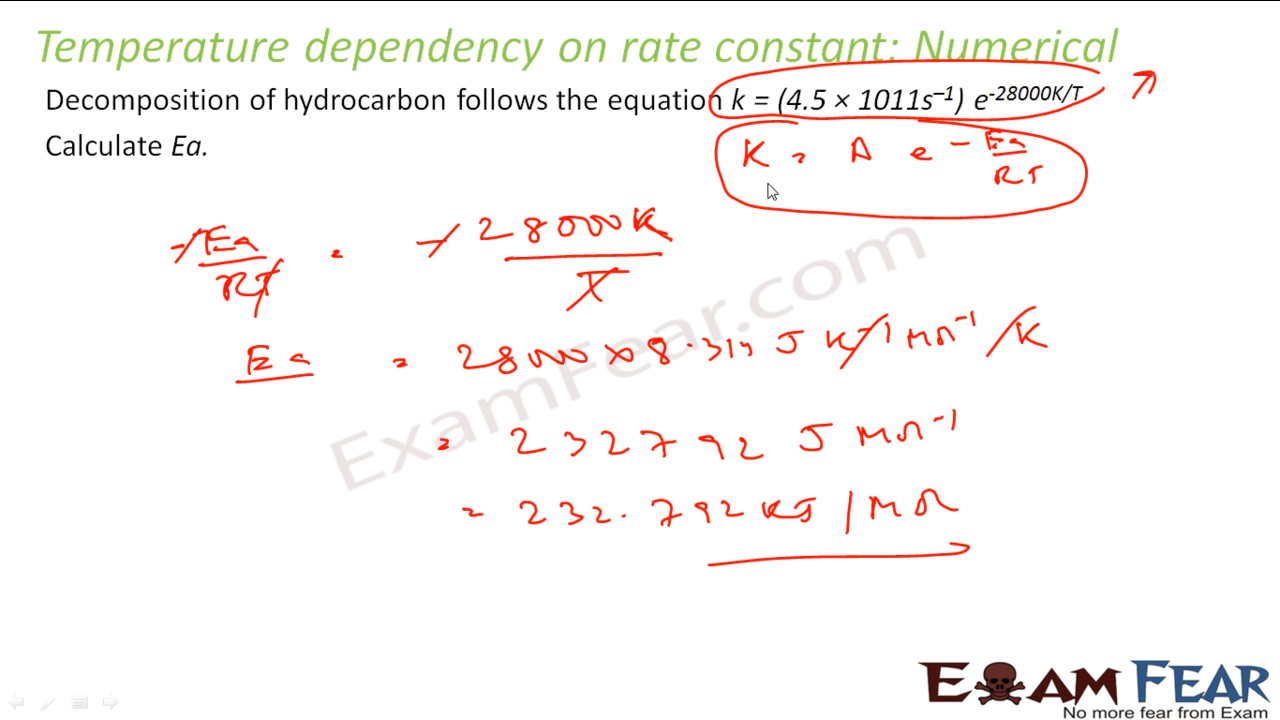 Temperature dependency on rate constant: Numerical
Decomposition of hydrocarbon follows the equation k = (4.5 × 1011s⁻¹) e^-28000K/T
Calculate Ea.
K = A e^-Ea/RT
-Ea/RT = -28000K/T
Ea = 28000 × 8.314 J K⁻¹ mol⁻¹ / K
= 232792 J mol⁻¹
= 232.792 KJ / mol
ExamFear.com
EXAM FEAR
No more fear from Exam